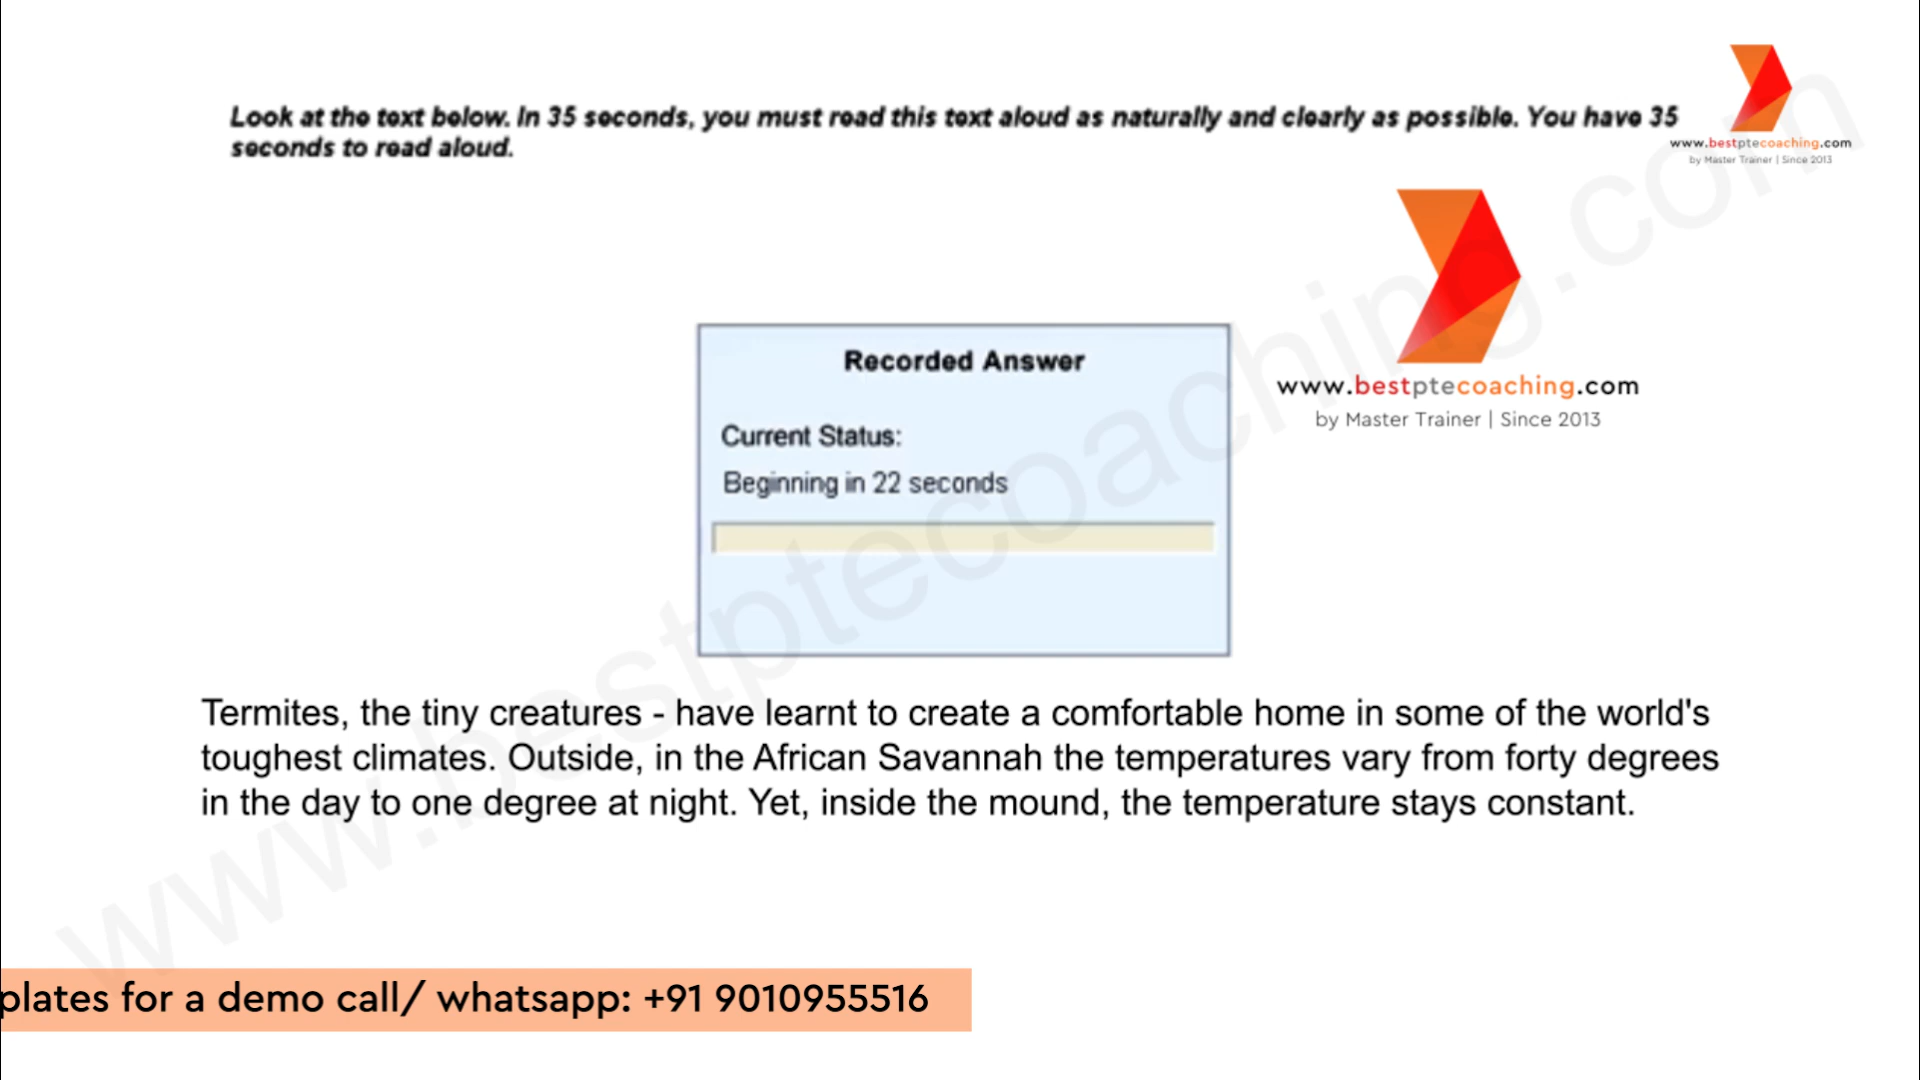 Look at the text below. In 35 seconds, you must read this text aloud as naturally and clearly as possible. You have 35
seconds to read aloud.
www.bestptecoaching.com
by Master Trainer | Since 2013
www.bestptecoaching.com
by Master Trainer | Since 2013
Recorded Answer
Current Status:
Beginning in 22 seconds
www.bestptecoaching.com
Termites, the tiny creatures - have learnt to create a comfortable home in some of the world's
toughest climates. Outside, in the African Savannah the temperatures vary from forty degrees
in the day to one degree at night. Yet, inside the mound, the temperature stays constant.
plates for a demo call/ whatsapp: +91 9010955516